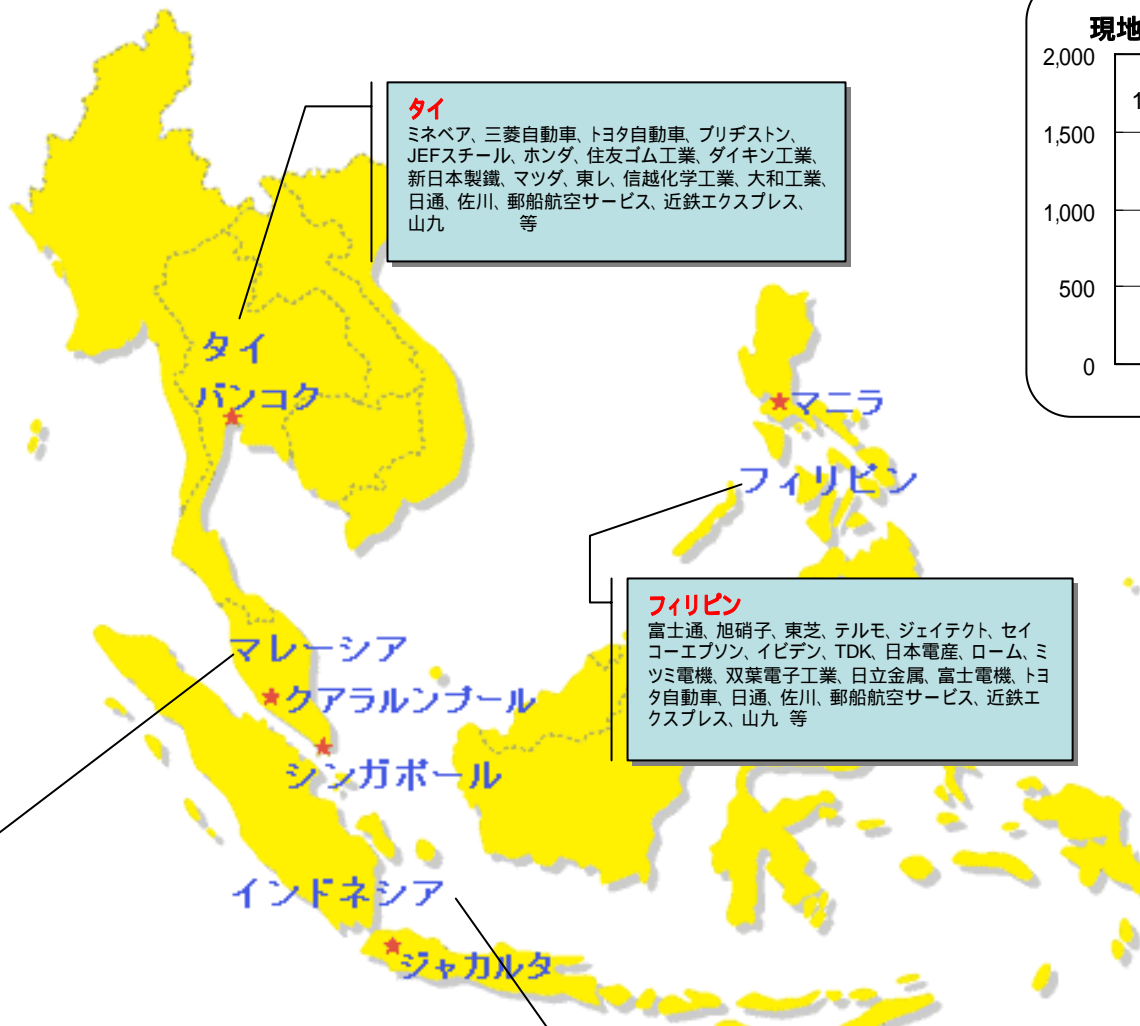 現地
2,000
1
1,500
1,000
500
0
タイ
ミネベア、三菱自動車、トヨタ自動車、ブリヂストン、
JEFスチール、ホンダ、住友ゴム工業、ダイキン工業、
新日本製鐵、マツダ、東レ、信越化学工業、大和工業、
日通、佐川、郵船航空サービス、近鉄エクスプレス、
山九 等
タイ
バンコク
マニラ
フィリピン
フィリピン
富士通、旭硝子、東芝、テルモ、ジェイテクト、セイ
コーエプソン、イビデン、TDK、日本電産、ローム、ミ
ツミ電機、双葉電子工業、日立金属、富士電機、トヨ
タ自動車、日通、佐川、郵船航空サービス、近鉄エ
クスプレス、山九 等
マレーシア
クアラルンプール
シンガポール
インドネシア
ジャカルタ